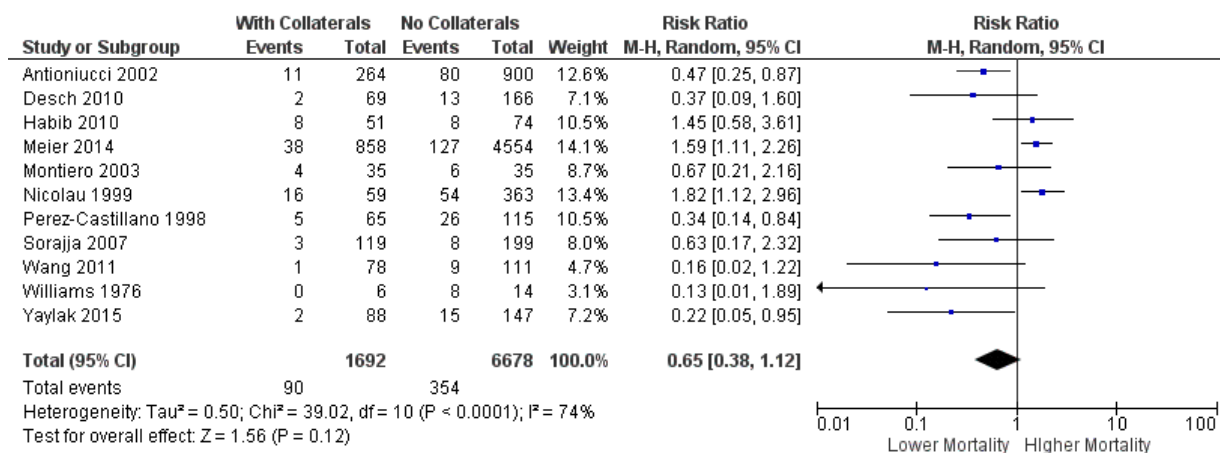 With Collaterals No Collaterals Risk Ratio Risk Ratio
Study or Subgroup Events Total Events Total Weight M-H, Random, 95% CI M-H, Random, 95% CI
Antioniucci 2002 11 264 80 900 12.6% 0.47 [0.25, 0.87]
Desch 2010 2 69 13 166 7.1% 0.37 [0.09, 1.60]
Habib 2010 8 51 8 74 10.5% 1.45 [0.58, 3.61]
Meier 2014 38 858 127 4554 14.1% 1.59 [1.11, 2.26]
Montiero 2003 4 35 6 35 8.7% 0.67 [0.21, 2.16]
Nicolau 1999 16 59 54 363 13.4% 1.82 [1.12, 2.96]
Perez-Castillano 1998 5 65 26 115 10.5% 0.34 [0.14, 0.84]
Sorajja 2007 3 119 8 199 8.0% 0.63 [0.17, 2.32]
Wang 2011 1 78 9 111 4.7% 0.16 [0.02, 1.22]
Williams 1976 0 6 8 14 3.1% 0.13 [0.01, 1.89]
Yaylak 2015 2 88 15 147 7.2% 0.22 [0.05, 0.95]
Total (95% CI) 1692 6678 100.0% 0.65 [0.38, 1.12]
Total events 90 354
Heterogeneity: Tau² = 0.50; Chi² = 39.02, df = 10 (P < 0.0001); I² = 74%
Test for overall effect: Z = 1.56 (P = 0.12)
0.01 0.1 1 10 100
Lower Mortality HIgher Mortality